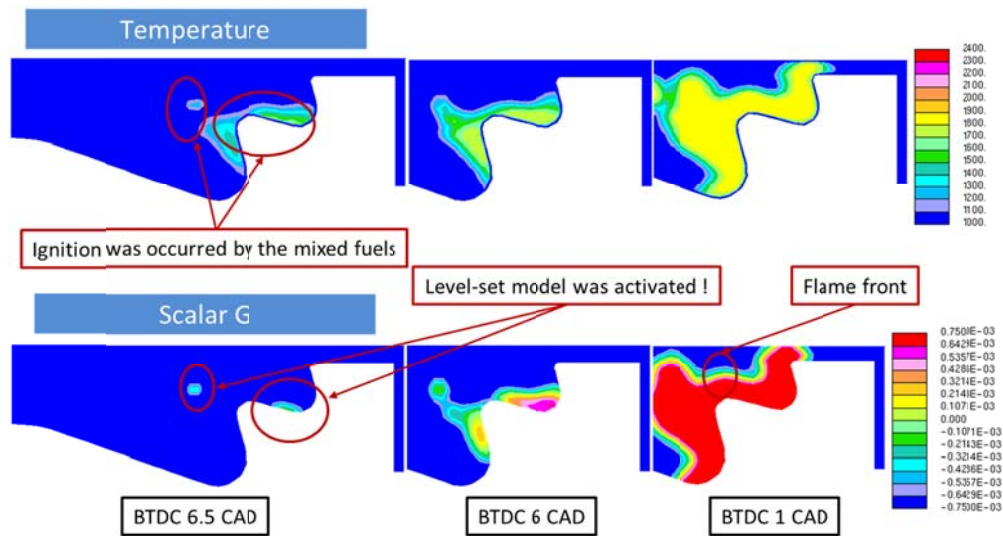 Temperature
2400.
2300.
2200.
2100.
2000.
1900.
1800.
1700.
1600.
1500.
1400.
1300.
1200.
1100.
1000.
Ignition was occurred by the mixed fuels
Level-set model was activated !
Flame front
Scalar G
0.7500E-03
0.6429E-03
0.5357E-03
0.4286E-03
0.3214E-03
0.2143E-03
0.1071E-03
0.000
-0.1071E-03
-0.2143E-03
-0.3214E-03
-0.4286E-03
-0.5357E-03
-0.6429E-03
-0.7500E-03
BTDC 6.5 CAD
BTDC 6 CAD
BTDC 1 CAD